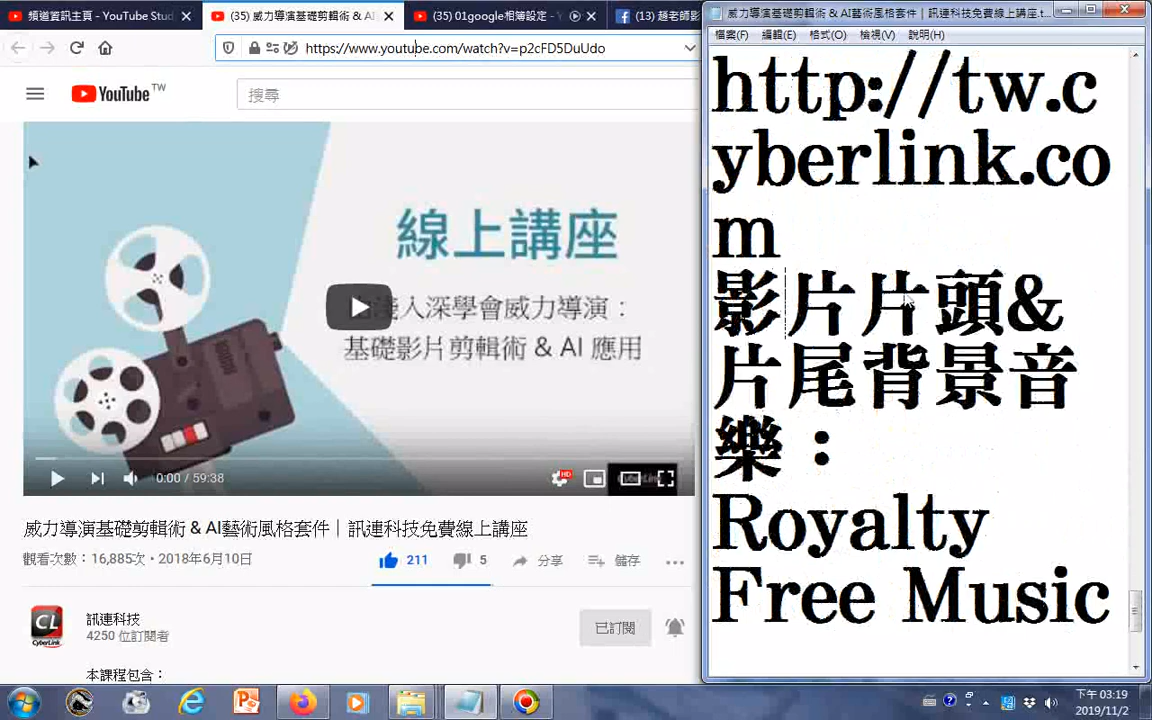 頻道資訊主頁 - YouTube Stud
(35) 威力導演基礎剪輯術 & AI
(35) 01google相簿設定 - Y
(13) 趙老師影
威力導演基礎剪輯術 & AI藝術風格套件｜訊連科技免費線上講座.t...
https://www.youtube.com/watch?v=p2cFD5DuUdo
檔案(F) 編輯(E) 格式(O) 檢視(V) 說明(H)
YouTube TW
搜尋
線上講座
淺入深學會威力導演：
基礎影片剪輯術 & AI 應用
0:00 / 59:38
HD
威力導演基礎剪輯術 & AI藝術風格套件｜訊連科技免費線上講座
觀看次數：16,885次・2018年6月10日
211
5
分享
儲存
CL
CyberLink
訊連科技
4250 位訂閱者
已訂閱
本課程包含：
http://tw.c
yberlink.co
m
影片片頭&
片尾背景音
樂：
Royalty
Free Music
下午 03:19
2019/11/2